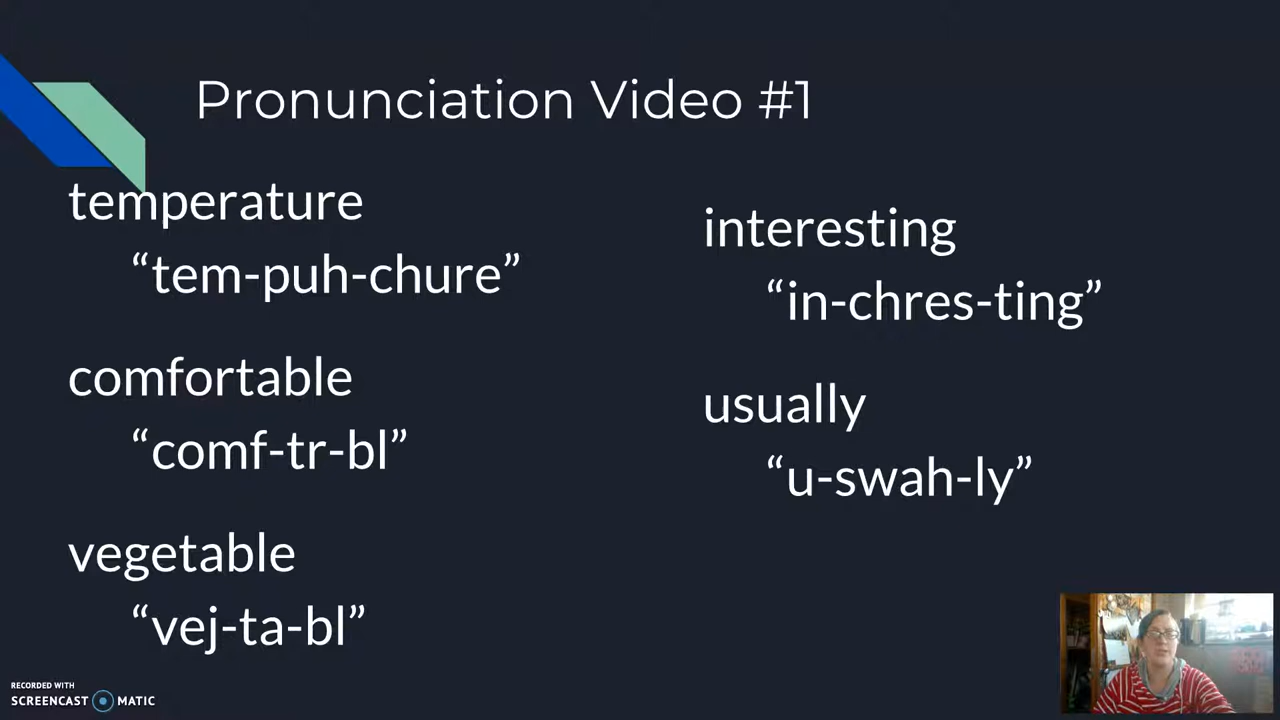 Pronunciation Video #1
temperature
“tem-puh-chure”
comfortable
“comf-tr-bl”
vegetable
“vej-ta-bl”
interesting
“in-chres-ting”
usually
“u-swah-ly”
RECORDED WITH
SCREENCAST MATIC